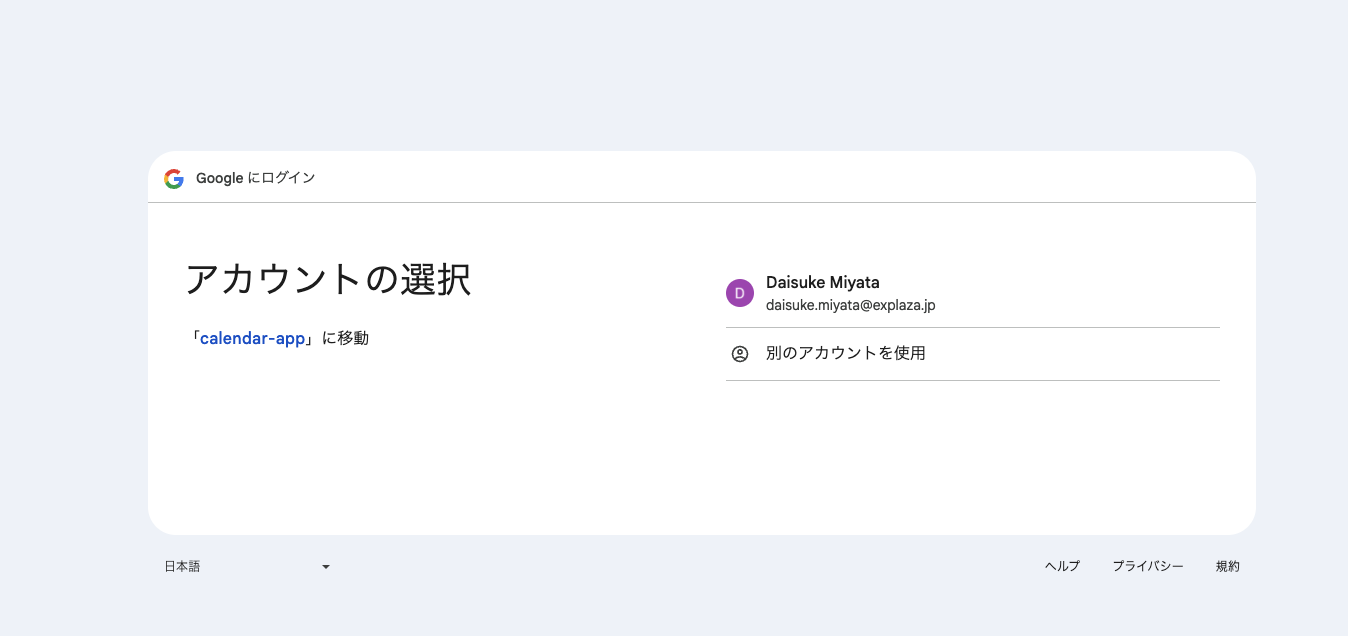 Google にログイン
アカウントの選択
「calendar-app」に移動
D
Daisuke Miyata
daisuke.miyata@explaza.jp
別のアカウントを使用
日本語
ヘルプ
プライバシー
規約